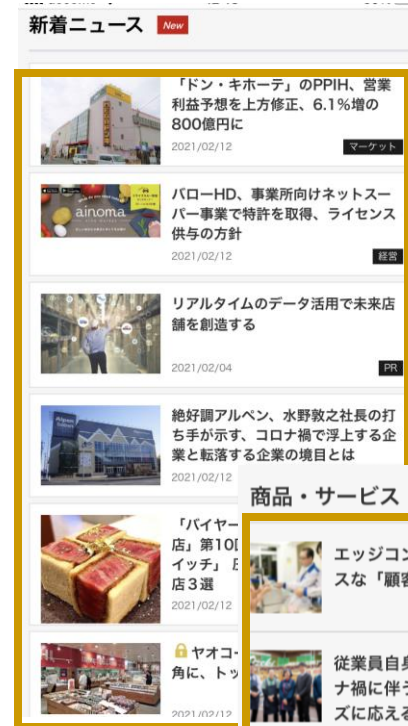 新着ニュース New
「ドン・キホーテ」のPPIH、営業
利益予想を上方修正、6.1%増の
800億円に
2021/02/12 マーケット
ainoma
バローHD、事業所向けネットスー
パー事業で特許を取得、ライセンス
供与の方針
2021/02/12 経営
リアルタイムのデータ活用で未来店
舗を創造する
2021/02/04 PR
絶好調アルペン、水野敦之社長の打
ち手が示す、コロナ禍で浮上する企
業と転落する企業の境目とは
2021/02/12
「バイヤー
店」第10
イッチ」
店3選
2021/02/12
ヤオコー
角に、トッ
2021/02/12
商品・サービス
エッジコン
スな「顧客
従業員自身
ナ禍に伴う
ズに応える